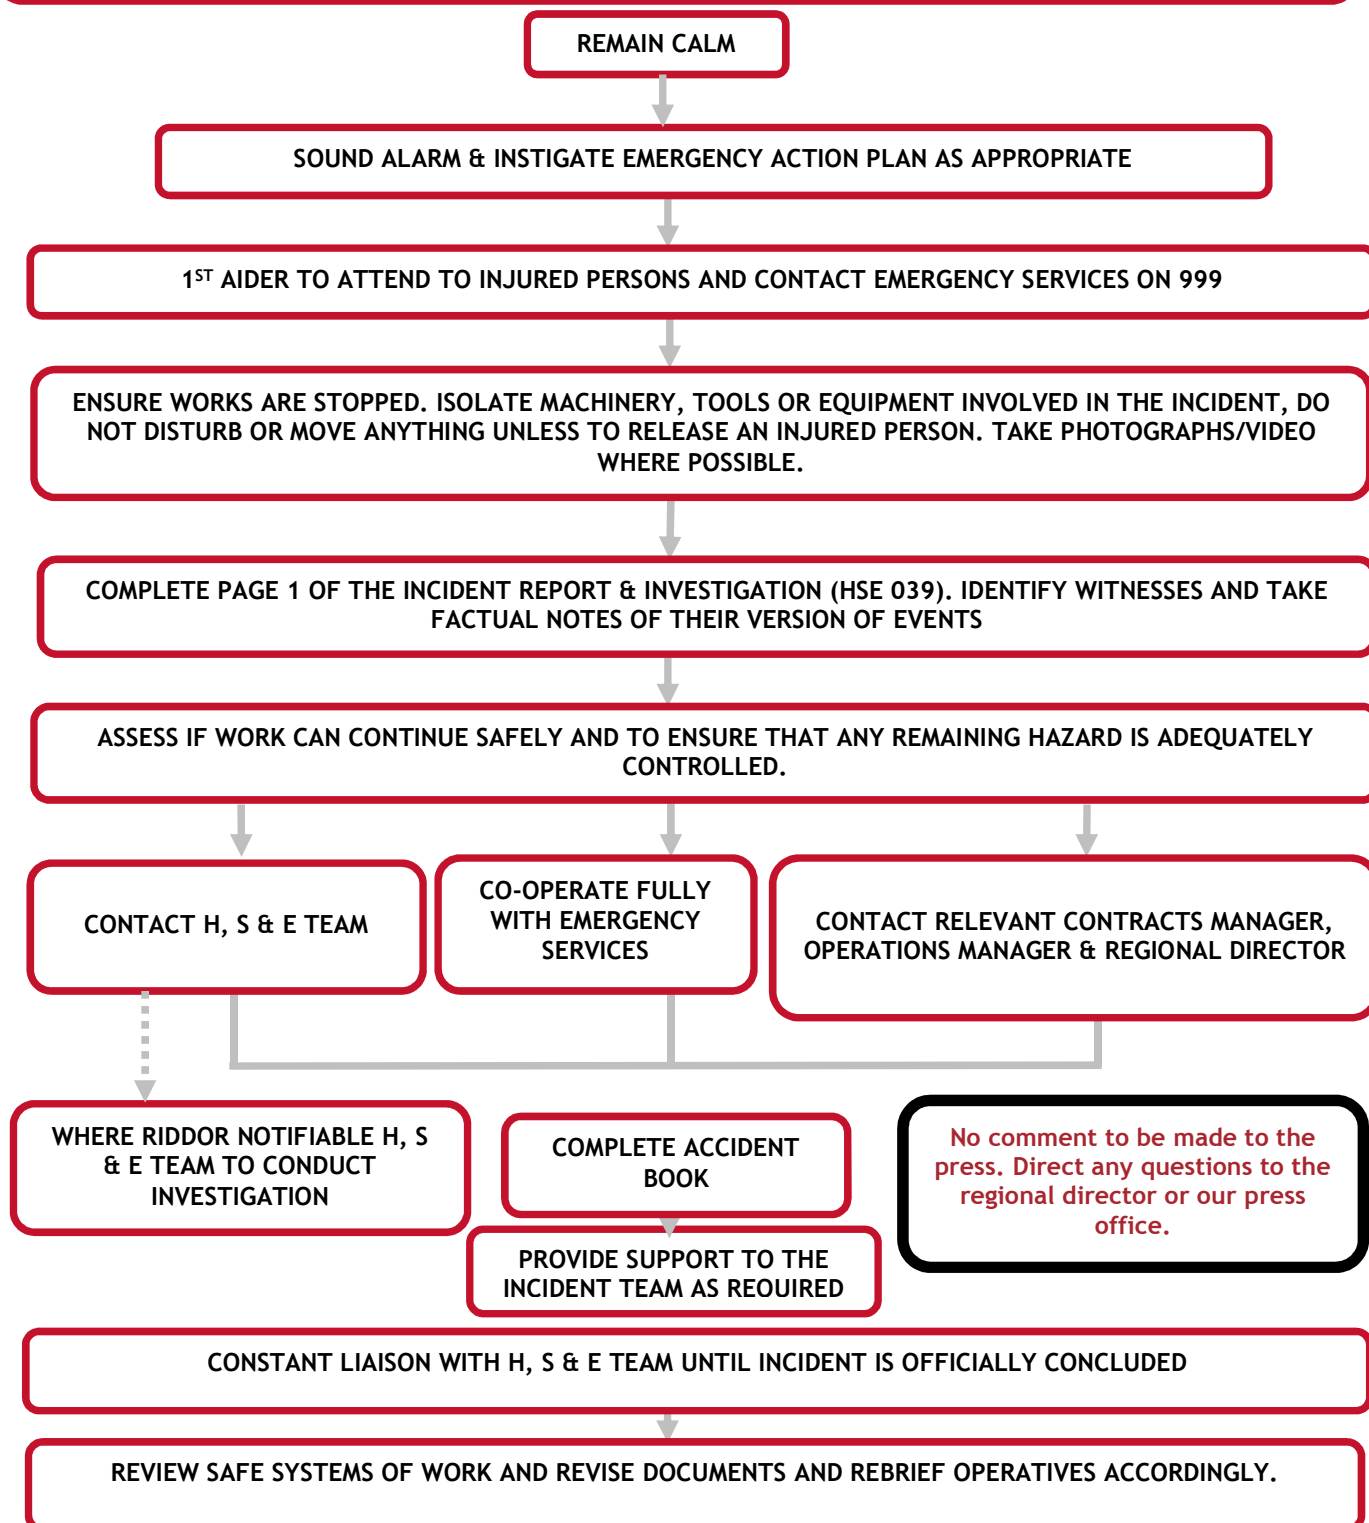 REMAIN CALM
SOUND ALARM & INSTIGATE EMERGENCY ACTION PLAN AS APPROPRIATE
1ST AIDER TO ATTEND TO INJURED PERSONS AND CONTACT EMERGENCY SERVICES ON 999
ENSURE WORKS ARE STOPPED. ISOLATE MACHINERY, TOOLS OR EQUIPMENT INVOLVED IN THE INCIDENT, DO
NOT DISTURB OR MOVE ANYTHING UNLESS TO RELEASE AN INJURED PERSON. TAKE PHOTOGRAPHS/VIDEO
WHERE POSSIBLE.
COMPLETE PAGE 1 OF THE INCIDENT REPORT & INVESTIGATION (HSE 039). IDENTIFY WITNESSES AND TAKE
FACTUAL NOTES OF THEIR VERSION OF EVENTS
ASSESS IF WORK CAN CONTINUE SAFELY AND TO ENSURE THAT ANY REMAINING HAZARD IS ADEQUATELY
CONTROLLED.
CONTACT H, S & E TEAM
CO-OPERATE FULLY
WITH EMERGENCY
SERVICES
CONTACT RELEVANT CONTRACTS MANAGER,
OPERATIONS MANAGER & REGIONAL DIRECTOR
WHERE RIDDOR NOTIFIABLE H, S
& E TEAM TO CONDUCT
INVESTIGATION
COMPLETE ACCIDENT
BOOK
No comment to be made to the
press. Direct any questions to the
regional director or our press
office.
PROVIDE SUPPORT TO THE
INCIDENT TEAM AS REQUIRED
CONSTANT LIAISON WITH H, S & E TEAM UNTIL INCIDENT IS OFFICIALLY CONCLUDED
REVIEW SAFE SYSTEMS OF WORK AND REVISE DOCUMENTS AND REBRIEF OPERATIVES ACCORDINGLY.